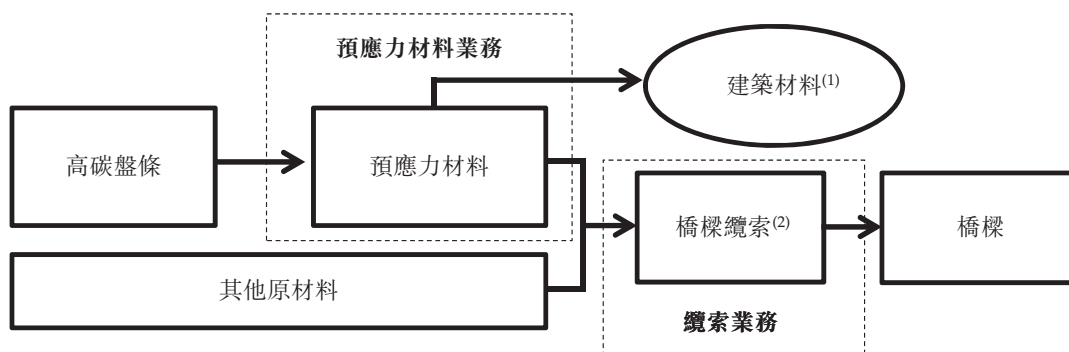 預應力材料業務
建築材料(1)
高碳盤條
預應力材料
橋樑纜索(2)
橋樑
其他原材料
纜索業務